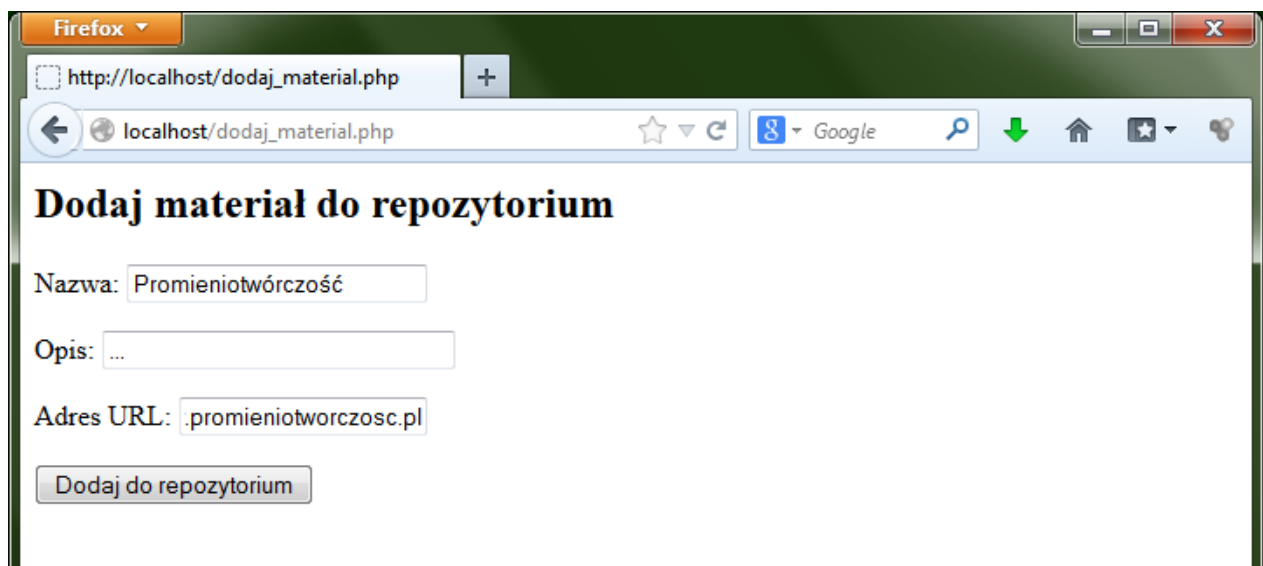 Firefox
http://localhost/dodaj_material.php
localhost/dodaj_material.php
Google
Dodaj materiał do repozytorium
Nazwa: Promieniotwórczość
Opis: ...
Adres URL: .promieniotworczosc.pl
Dodaj do repozytorium